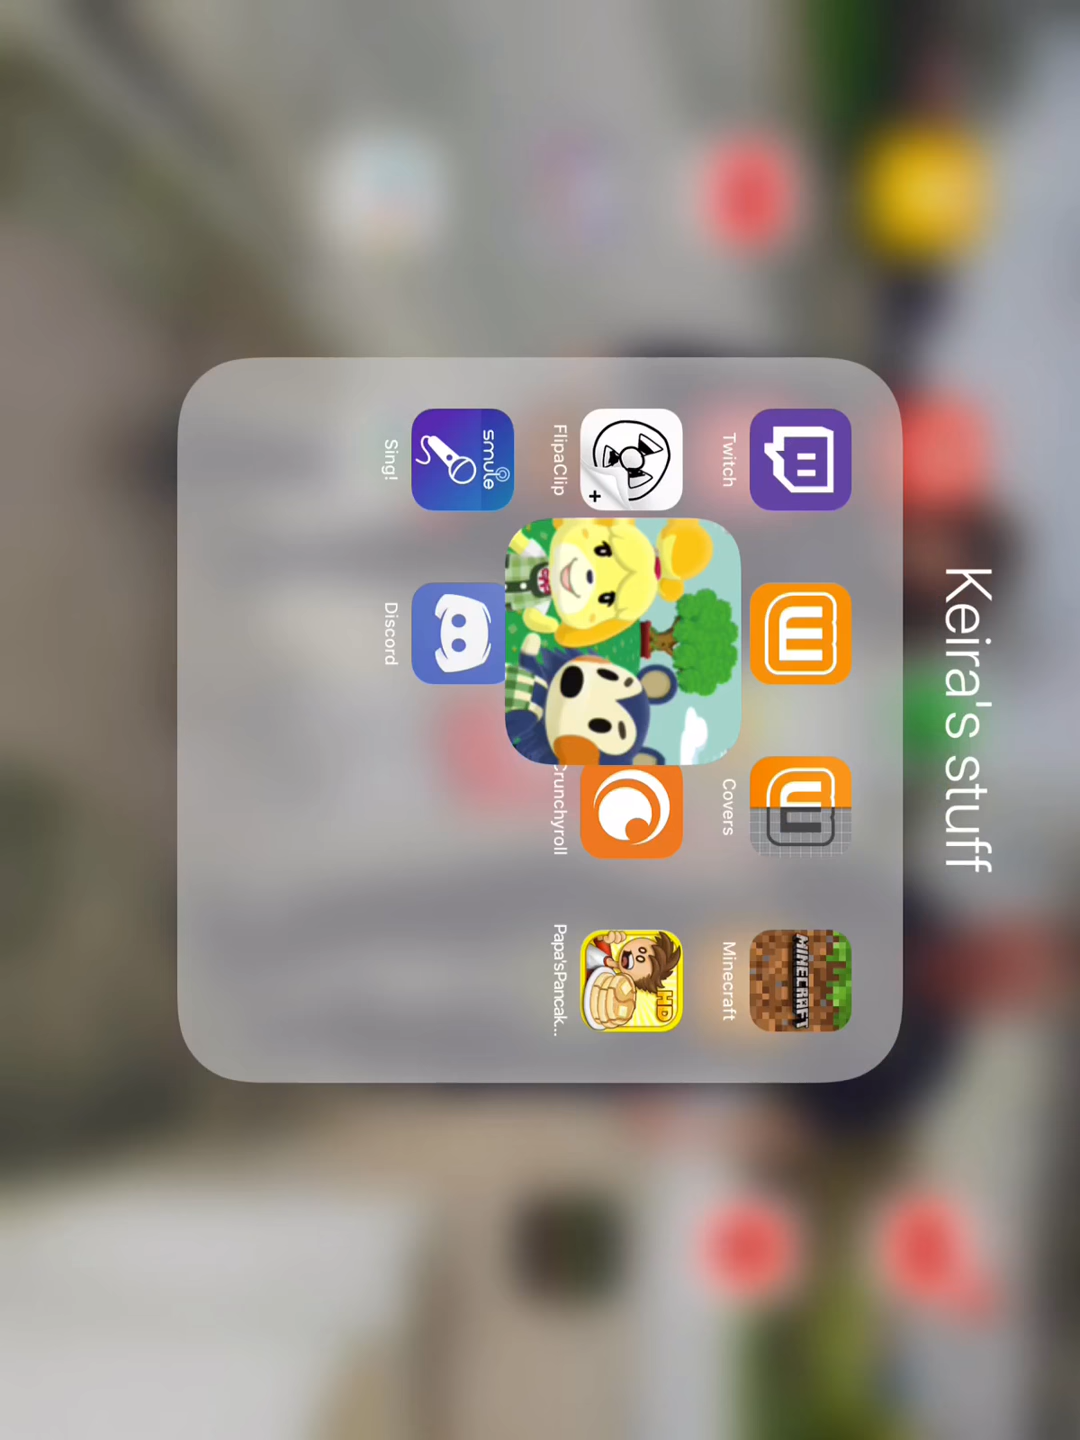 Keira's stuff
Twitch
Covers
MINECRAFT
Minecraft
FlipaClip
Crunchyroll
HD
Papa'sPancak...
smule
Sing!
Discord